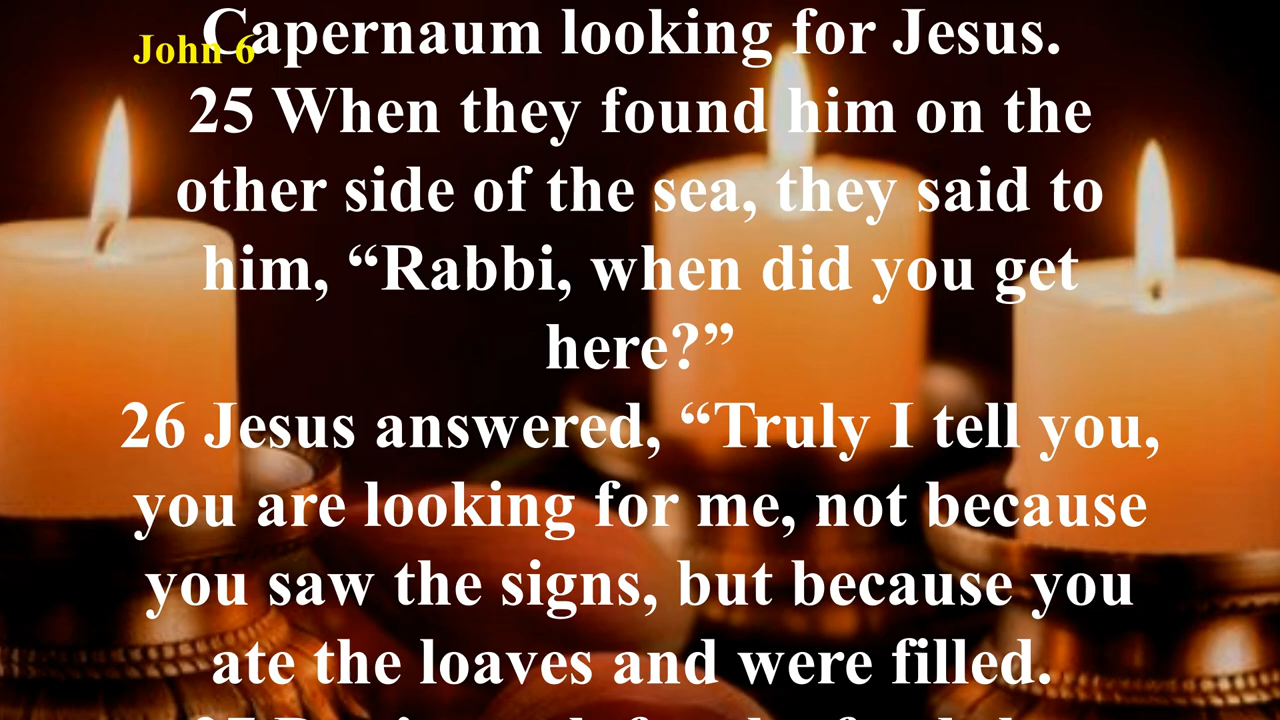 John 6
Capernaum looking for Jesus.
25 When they found him on the
other side of the sea, they said to
him, “Rabbi, when did you get
here?”
26 Jesus answered, “Truly I tell you,
you are looking for me, not because
you saw the signs, but because you
ate the loaves and were filled.